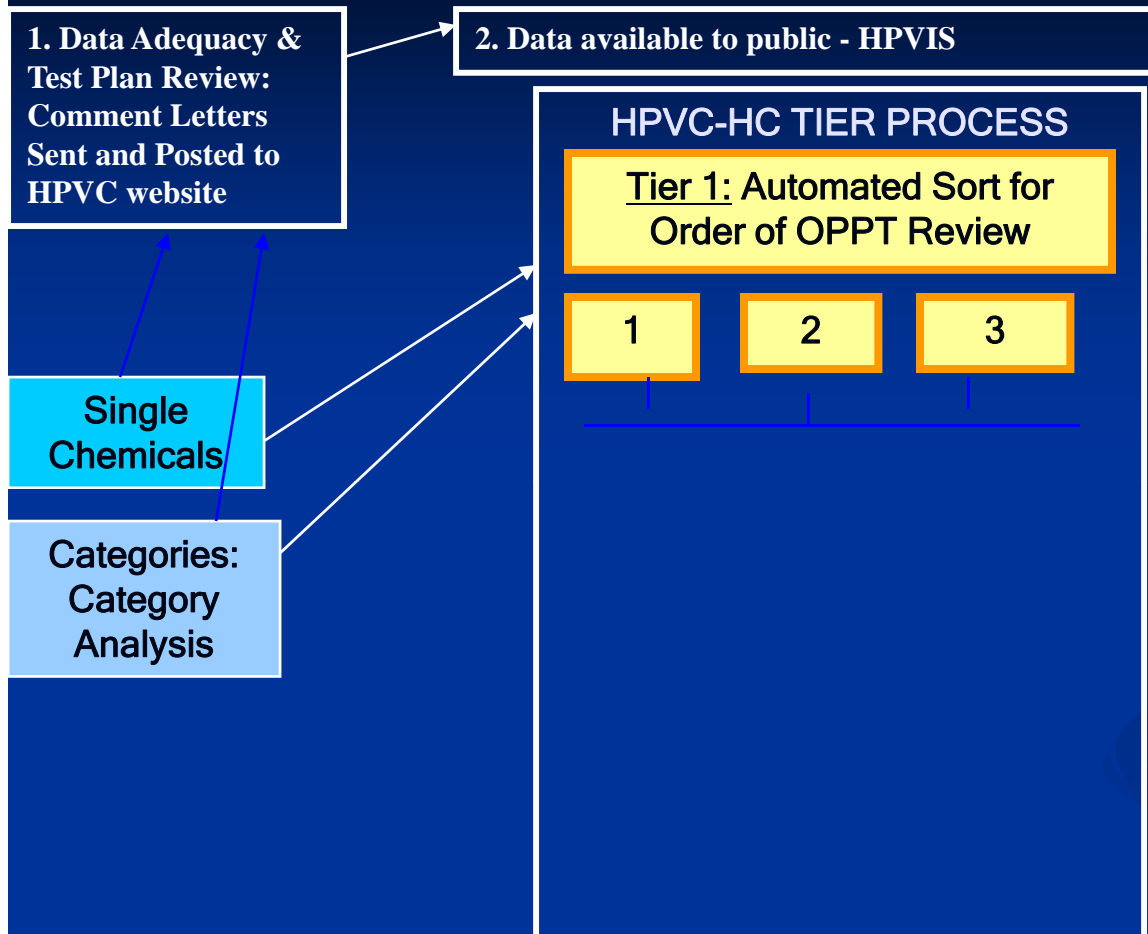 1. Data Adequacy &
Test Plan Review:
Comment Letters
Sent and Posted to
HPVC website
2. Data available to public - HPVIS
HPVC-HC TIER PROCESS
Tier 1: Automated Sort for
Order of OPPT Review
1
2
3
Single
Chemicals
Categories:
Category
Analysis